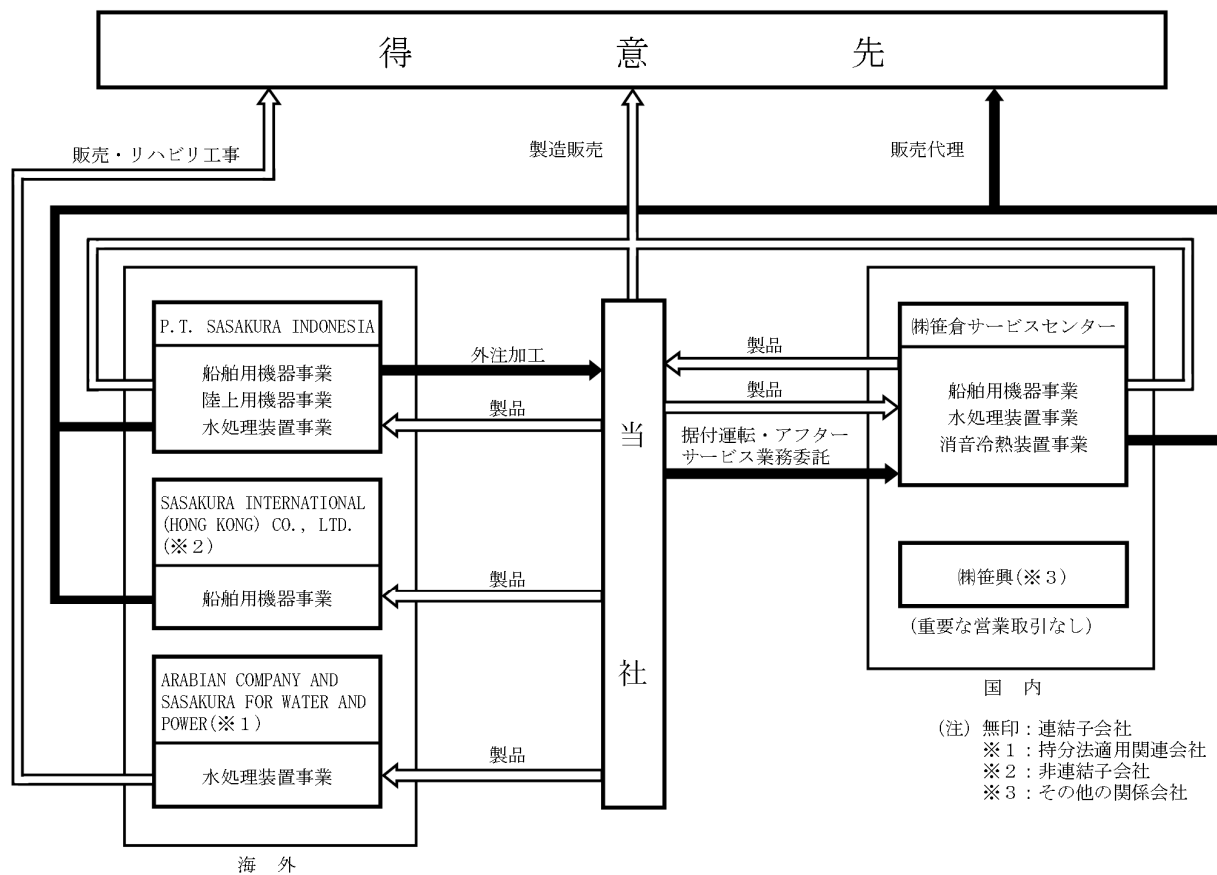 得意先
販売・リハビリ工事
製造販売
販売代理
P.T. SASAKURA INDONESIA
船舶用機器事業
陸上用機器事業
水処理装置事業
外注加工
製品
SASAKURA INTERNATIONAL
(HONG KONG) CO., LTD.
(※2)
船舶用機器事業
製品
ARABIAN COMPANY AND
SASAKURA FOR WATER AND
POWER(※1)
水処理装置事業
製品
海外
当社
製品
製品
据付運転・アフター
サービス業務委託
㈱笹倉サービスセンター
船舶用機器事業
水処理装置事業
消音冷熱装置事業
㈱笹興(※3)
(重要な営業取引なし)
国内
(注) 無印:連結子会社
※1:持分法適用関連会社
※2:非連結子会社
※3:その他の関係会社